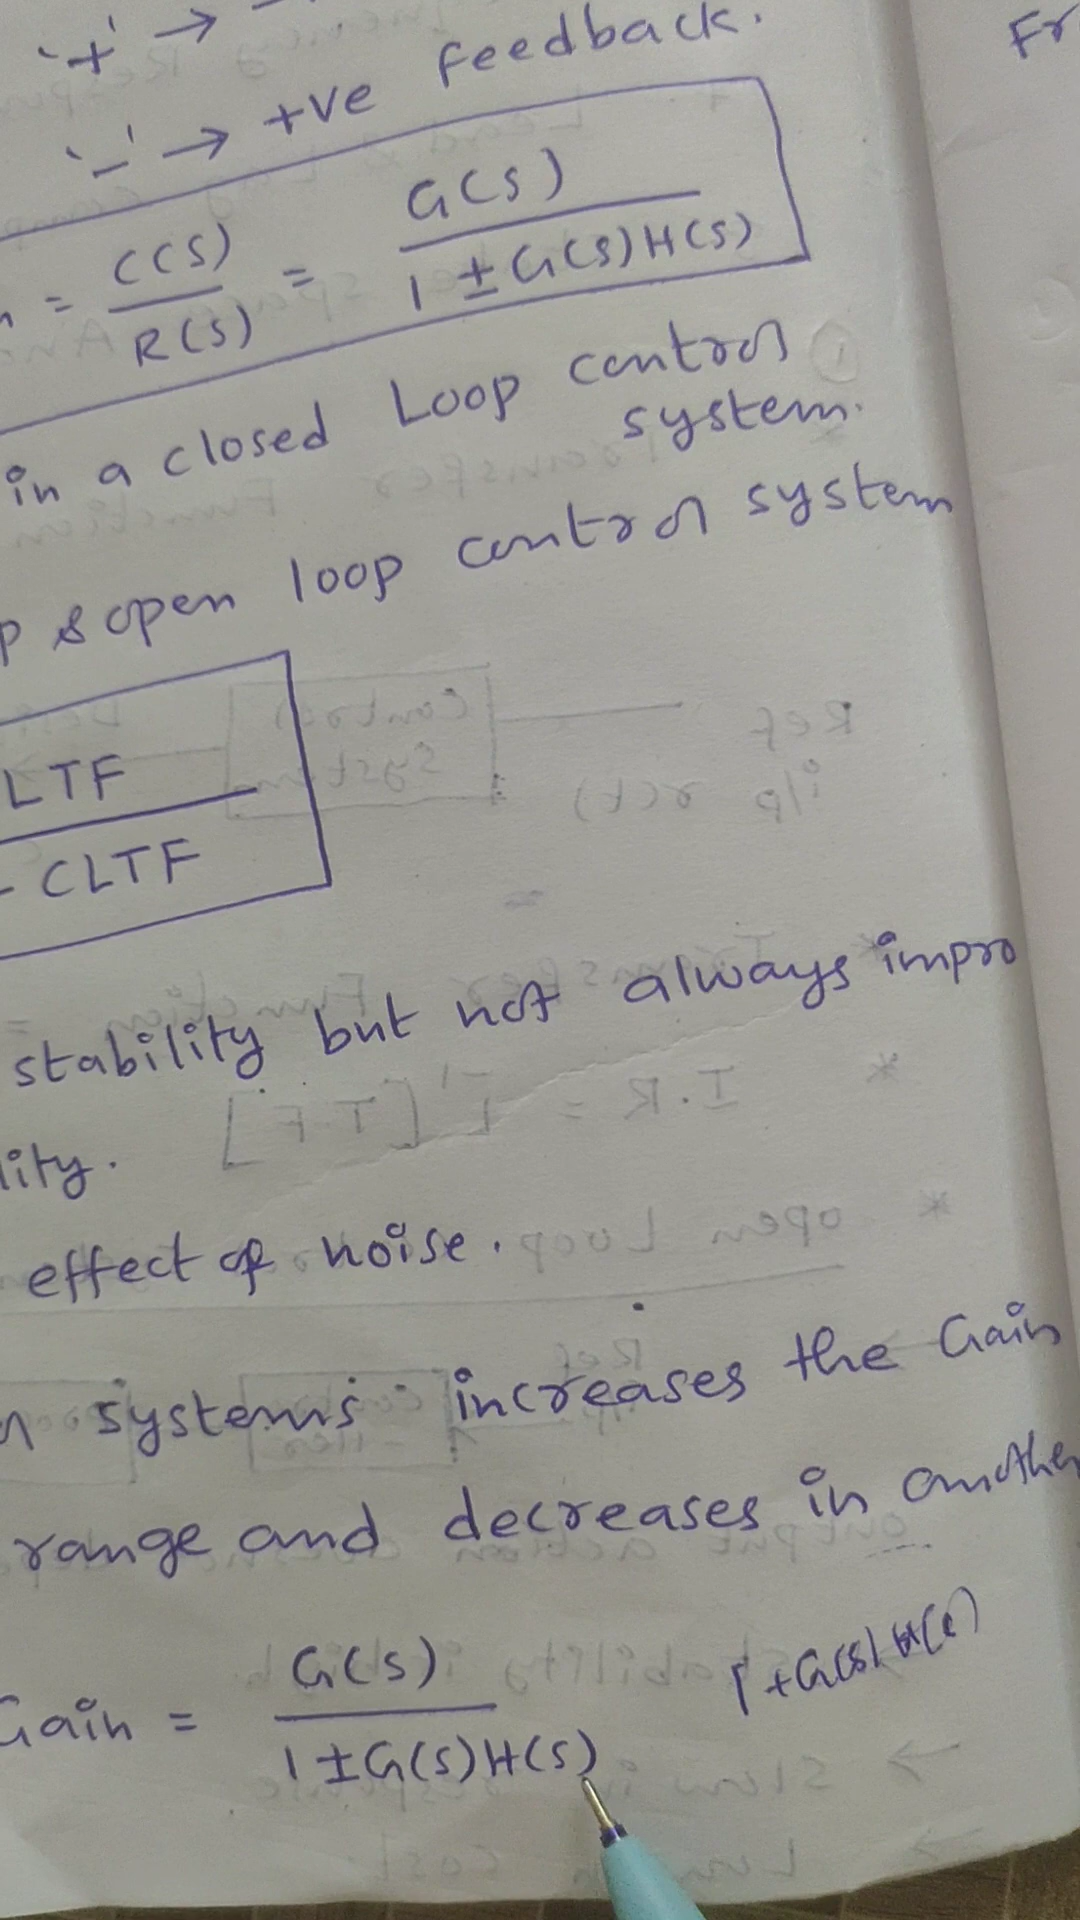 '+' →
'-' → +ve feedback.
= C(S) / R(S) = G(S) / 1 ± G(S) H(S)
in a closed Loop control
system.
& open loop control system
LTF
- CLTF
stability but not always impro
lity.
effect of noise.
systems increases the Gain
range and decreases in another
Gain = G(S) / 1 ± G(S) H(S)
1 + G(S) H(S)
Fr